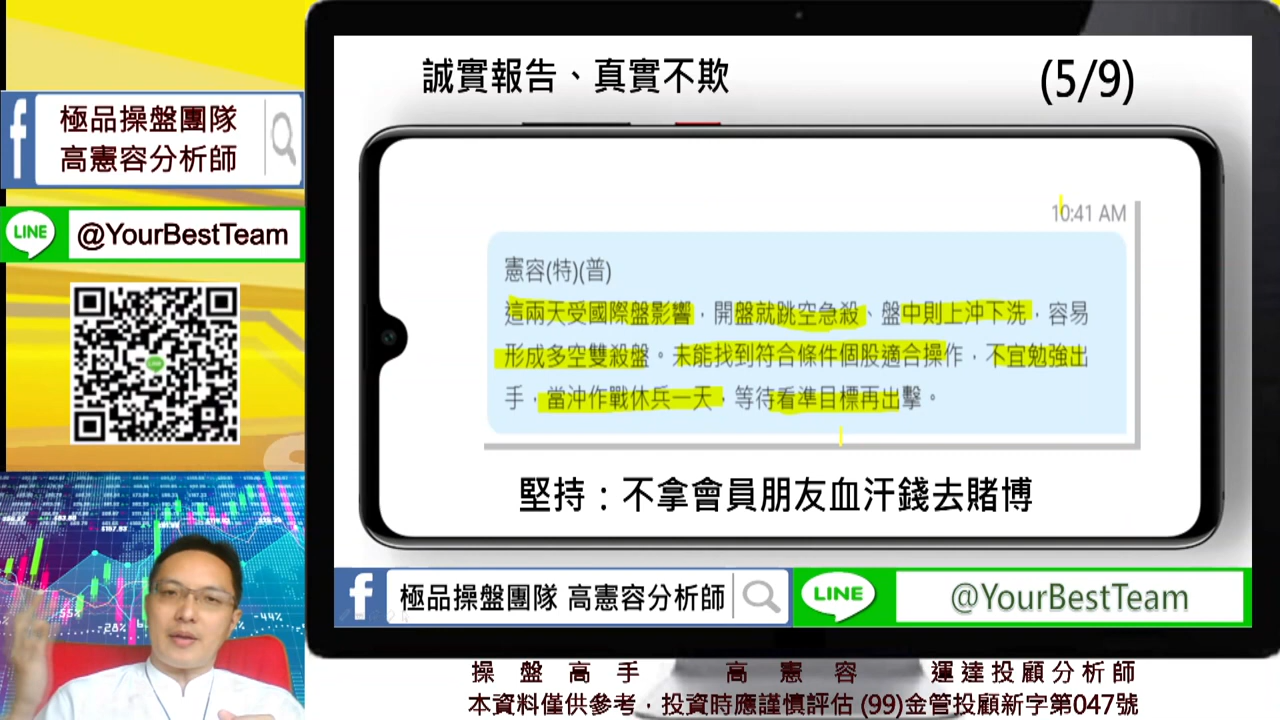 極品操盤團隊
高憲容分析師
LINE
@YourBestTeam
誠實報告、真實不欺
(5/9)
10:41 AM
憲容(特)(普)
這兩天受國際盤影響，開盤就跳空急殺、盤中則上沖下洗，容易
形成多空雙殺盤。未能找到符合條件個股適合操作，不宜勉強出
手，當沖作戰休兵一天，等待看準目標再出擊。
堅持：不拿會員朋友血汗錢去賭博
極品操盤團隊 高憲容分析師
LINE
@YourBestTeam
操盤高手 高憲容 運達投顧分析師
本資料僅供參考，投資時應謹慎評估 (99)金管投顧新字第047號
-28%
-44%